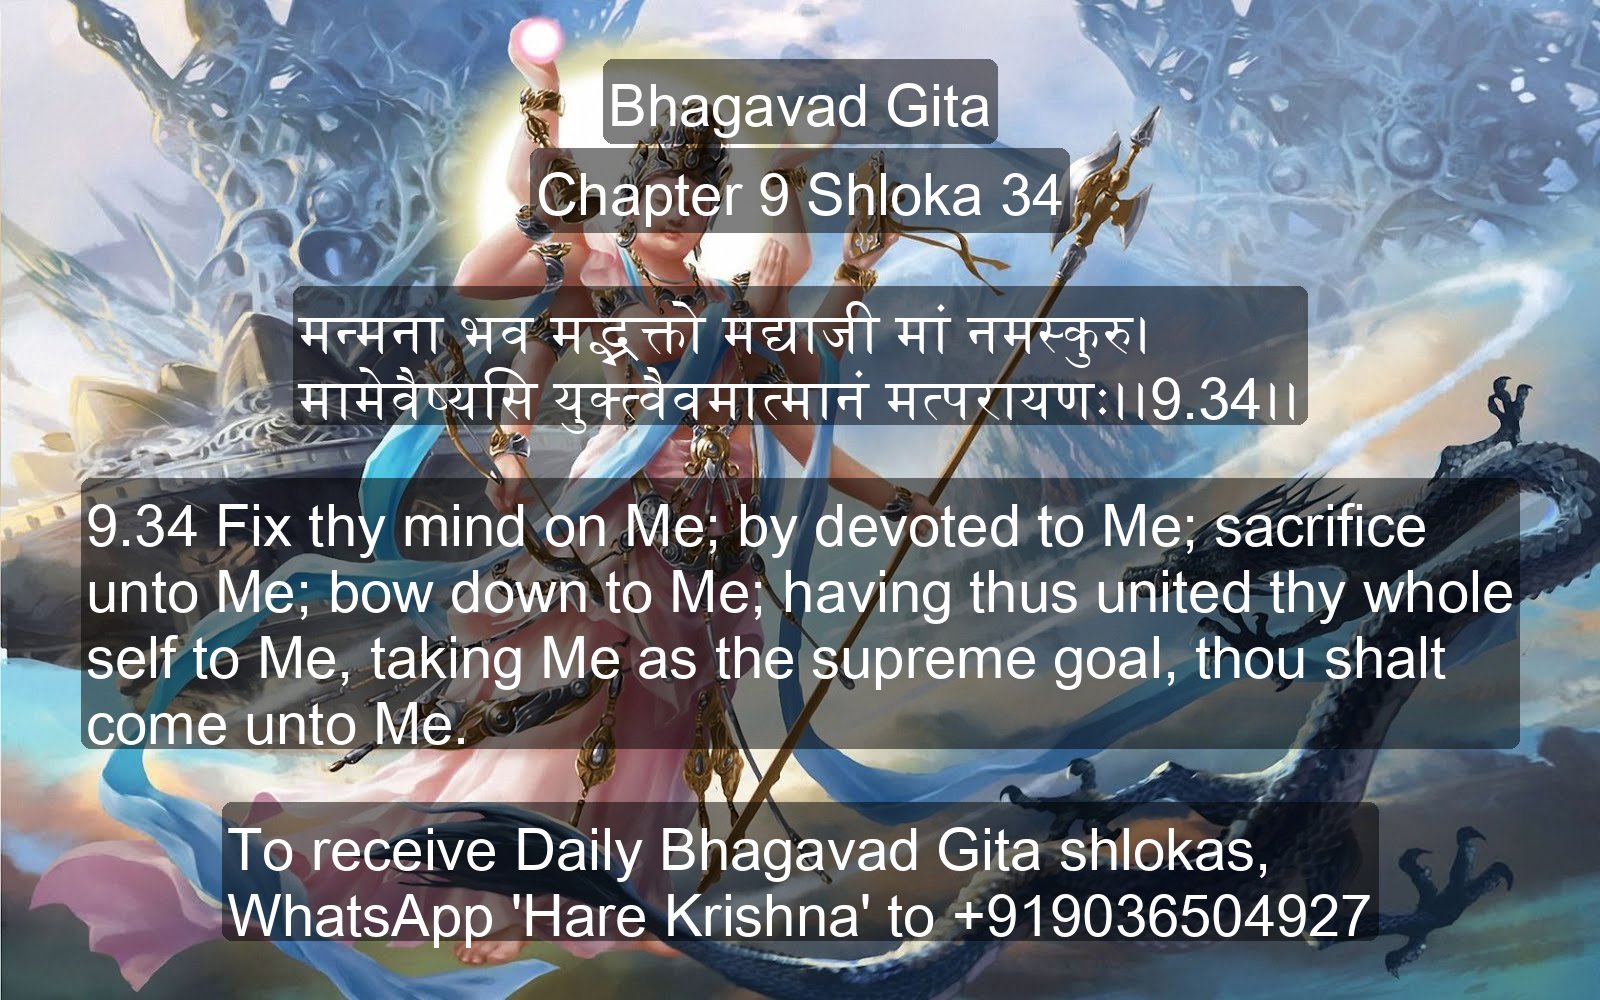 Bhagavad Gita
Chapter 9 Shloka 34
मन्मना भव मद्भक्तो मद्याजी मां नमस्कुरु।
मामेवैष्यसि युक्त्वैवमात्मानं मत्परायणः।।9.34।।
9.34 Fix thy mind on Me; by devoted to Me; sacrifice
unto Me; bow down to Me; having thus united thy whole
self to Me, taking Me as the supreme goal, thou shalt
come unto Me.
To receive Daily Bhagavad Gita shlokas,
WhatsApp 'Hare Krishna' to +919036504927